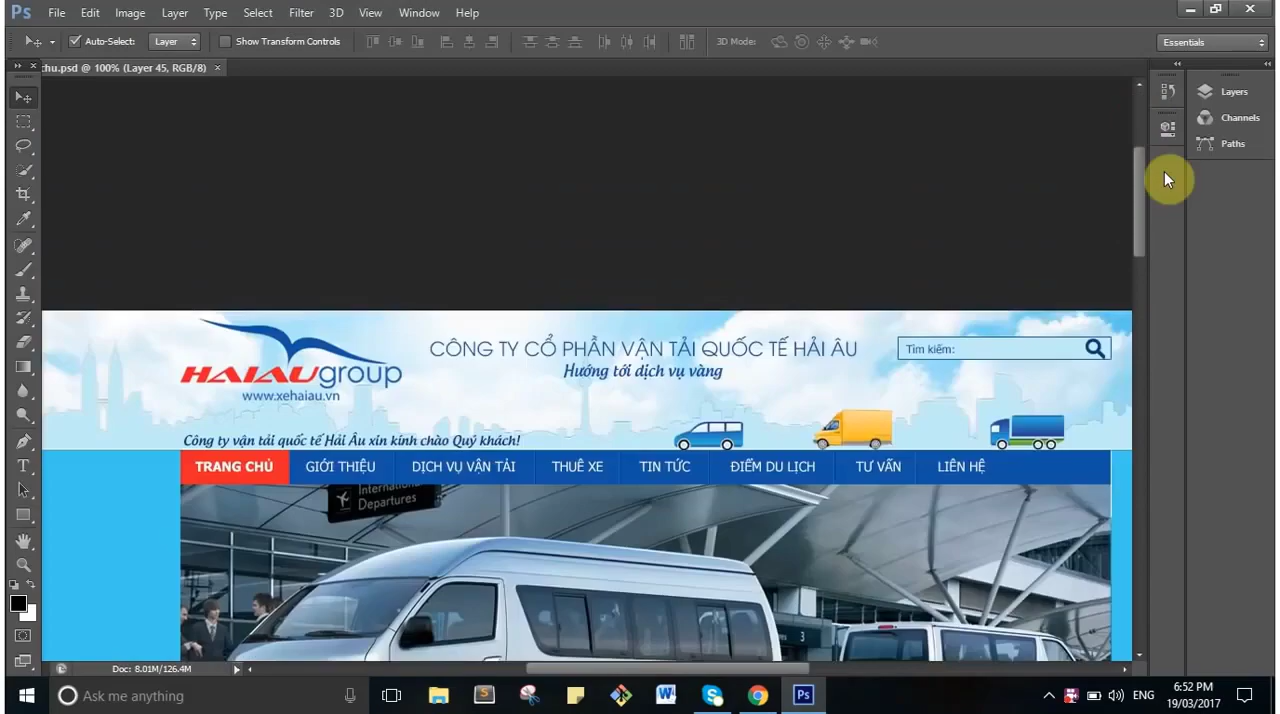 Ps File Edit Image Layer Type Select Filter 3D View Window Help
Auto-Select: Layer Show Transform Controls 3D Mode: Essentials
chu.psd @ 100% (Layer 45, RGB/8) ×
Layers
Channels
Paths
CÔNG TY CỔ PHẦN VẬN TẢI QUỐC TẾ HẢI ÂU
Tìm kiếm:
Hướng tới dịch vụ vàng
HAIAUgroup
www.xehaiau.vn
Công ty vận tải quốc tế Hải Âu xin kính chào Quý khách!
TRANG CHỦ GIỚI THIỆU DỊCH VỤ VẬN TẢI THUÊ XE TIN TỨC ĐIỂM DU LỊCH TƯ VẤN LIÊN HỆ
International
Departures
3
Doc: 8.01M/126.4M
Ask me anything
ENG
6:52 PM
19/03/2017